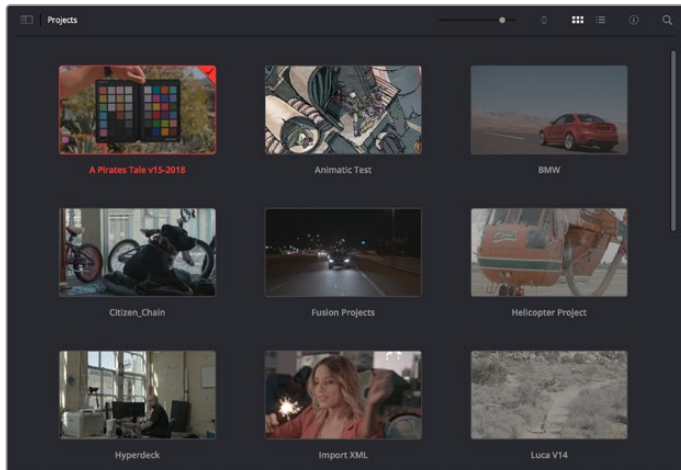 Projects
A Pirates Tale v15-2018
Animatic Test
BMW
Citizen_Chain
Fusion Projects
Helicopter Project
Hyperdeck
Import XML
Luca V14